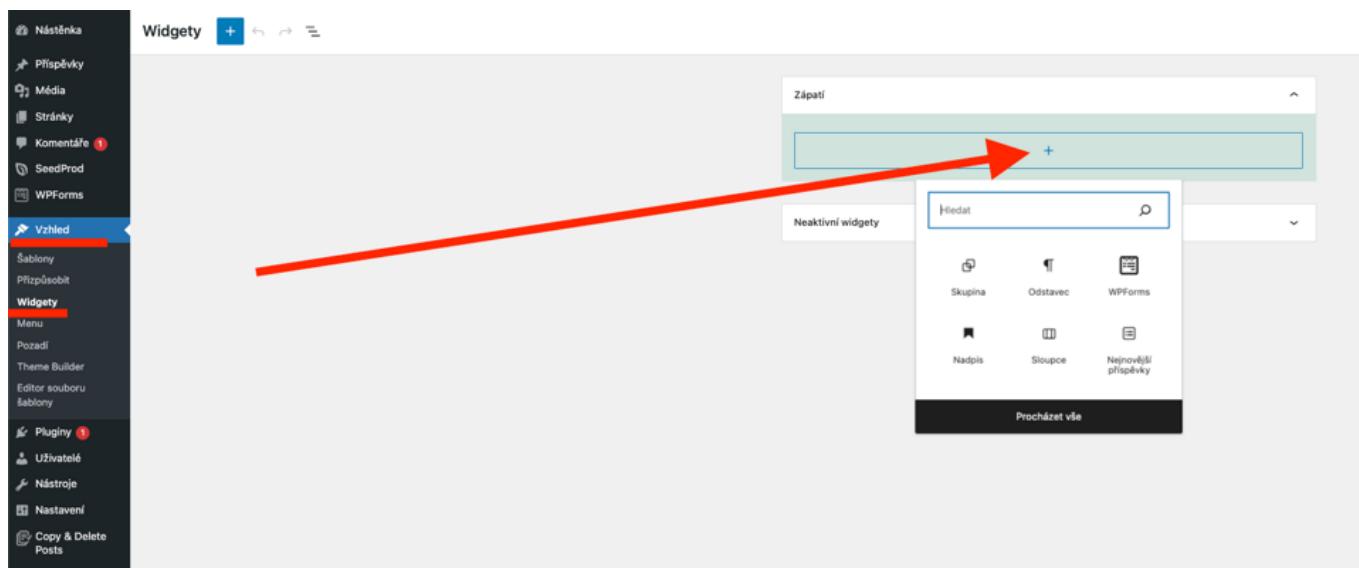 Nástěnka
Příspěvky
Média
Stránky
Komentáře 1
SeedProd
WPForms
Vzhled
Šablony
Přizpůsobit
Widgety
Menu
Pozadí
Theme Builder
Editor souboru
šablony
Pluginy 1
Uživatelé
Nástroje
Nastavení
Copy & Delete
Posts
Widgety
Zápatí
Neaktivní widgety
Hledat
Skupina
Odstavec
WPForms
Nadpis
Sloupce
Nejnovější
příspěvky
Procházet vše